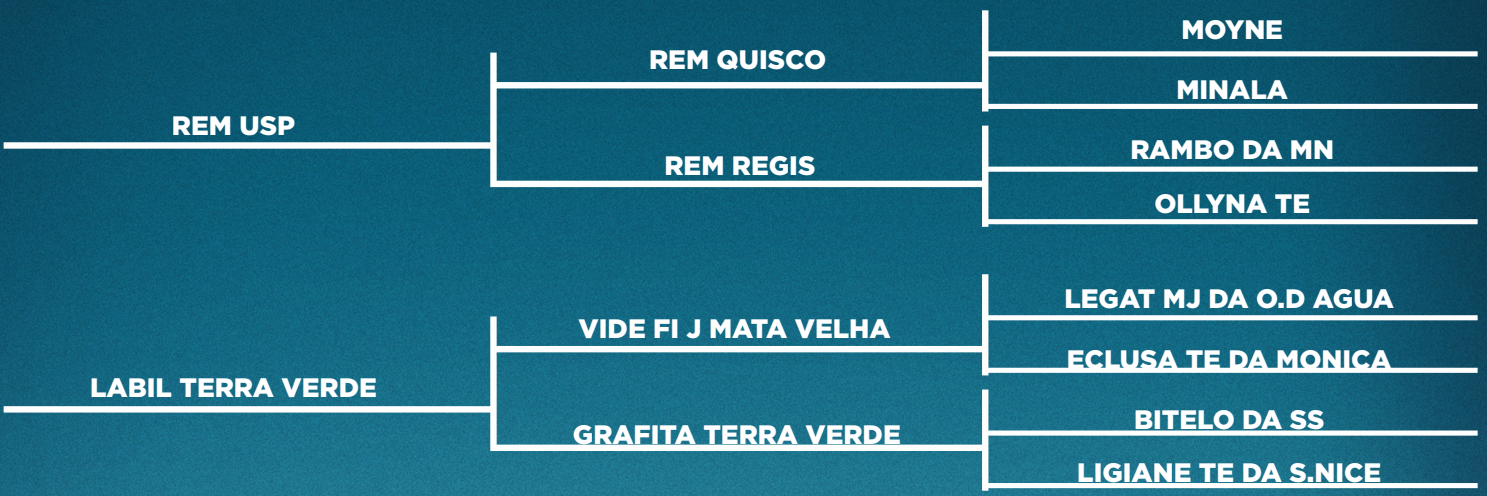 MOYNE
REM QUISCO
MINALA
REM USP
RAMBO DA MN
REM REGIS
OLLYNA TE
LEGAT MJ DA O.D AGUA
VIDE FI J MATA VELHA
ECLUSA TE DA MONICA
LABIL TERRA VERDE
BITELO DA SS
GRAFITA TERRA VERDE
LIGIANE TE DA S.NICE